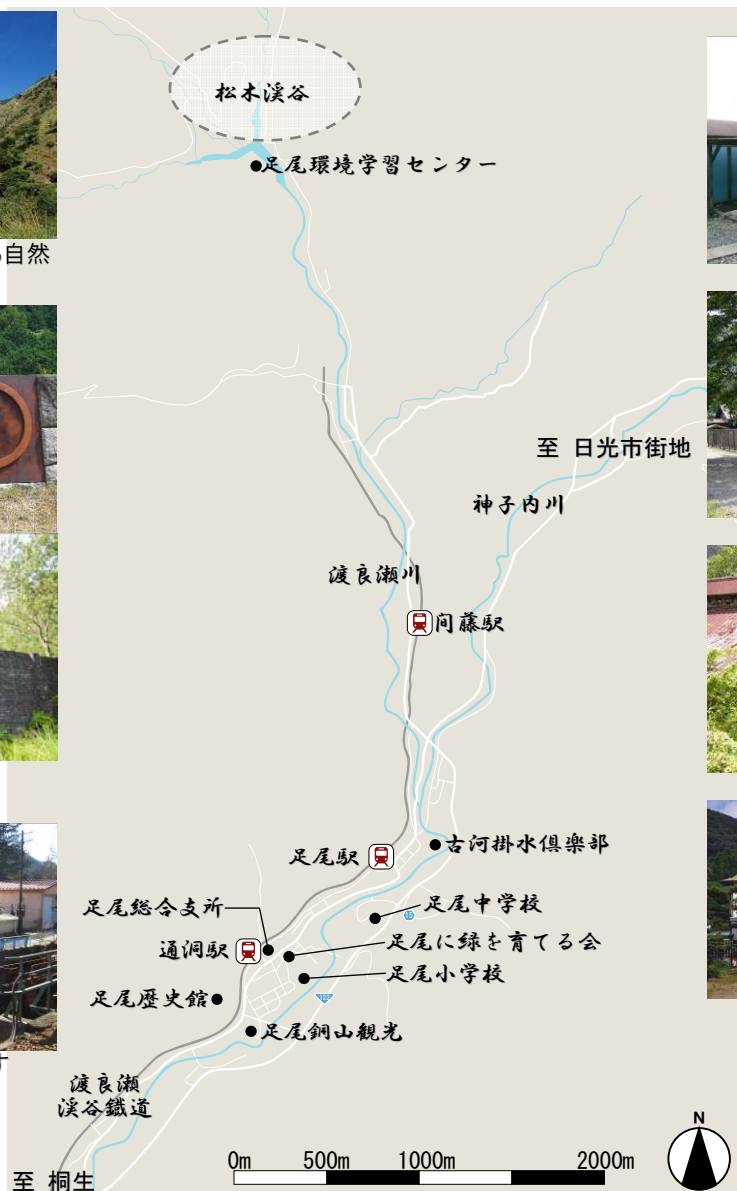 松木渓谷
足尾環境学習センター
自然
至 日光市街地
神子内川
渡良瀬川
間藤駅
古河掛水倶楽部
足尾駅
足尾総合支所
足尾中学校
通洞駅
足尾に緑を育てる会
足尾小学校
足尾歴史館
足尾銅山観光
渡良瀬
渓谷鐵道
至 桐生
0m 500m 1000m 2000m
N
122